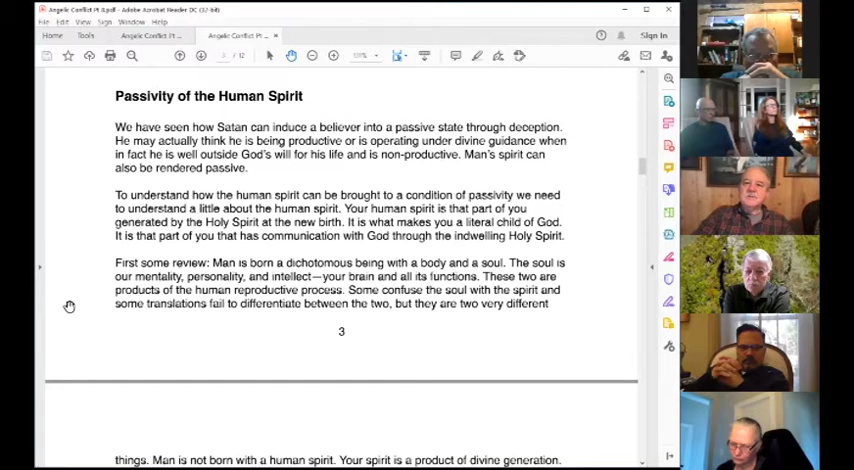 Angelic Conflict Pt 8.pdf - Adobe Acrobat Reader DC (32-bit)
File Edit View Sign Window Help
Home Tools Angelic Conflict Pt ... Angelic Conflict Pt ... × Sign In
3 / 12
Passivity of the Human Spirit
We have seen how Satan can induce a believer into a passive state through deception.
He may actually think he is being productive or is operating under divine guidance when
in fact he is well outside God's will for his life and is non-productive. Man's spirit can
also be rendered passive.
To understand how the human spirit can be brought to a condition of passivity we need
to understand a little about the human spirit. Your human spirit is that part of you
generated by the Holy Spirit at the new birth. It is what makes you a literal child of God.
It is that part of you that has communication with God through the indwelling Holy Spirit.
First some review: Man is born a dichotomous being with a body and a soul. The soul is
our mentality, personality, and intellect—your brain and all its functions. These two are
products of the human reproductive process. Some confuse the soul with the spirit and
some translations fail to differentiate between the two, but they are two very different
3
things. Man is not born with a human spirit. Your spirit is a product of divine generation.